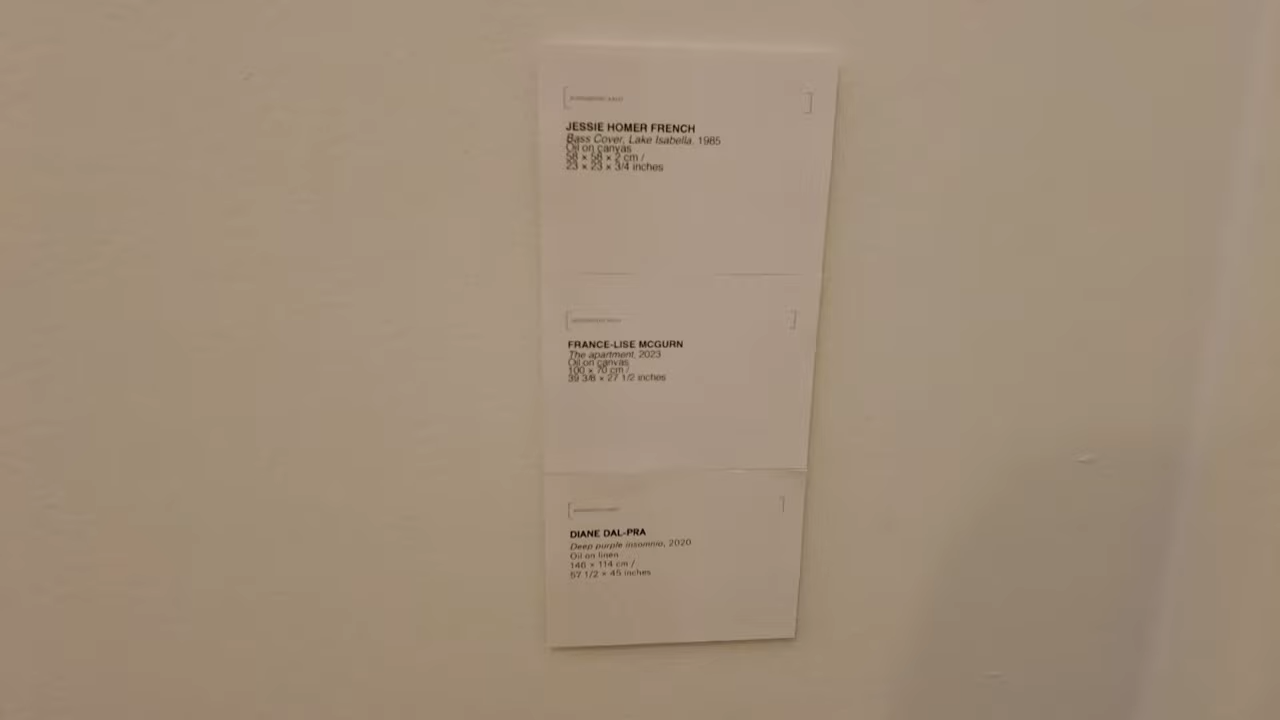 JESSIE HOMER FRENCH
Bass Cover, Lake Isabella, 1985
Oil on canvas
58 × 58 × 2 cm /
23 × 23 × 3/4 inches
FRANCE-LISE MCGURN
The apartment, 2023
Oil on canvas
100 × 70 cm /
39 3/8 × 27 1/2 inches
DIANE DAL-PRA
Deep purple insomnia, 2020
Oil on linen
146 × 114 cm /
57 1/2 × 45 inches